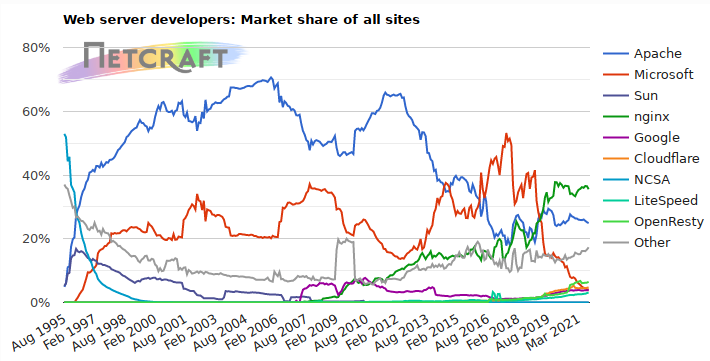 Web server developers: Market share of all sites
NETCRAFT
80%
60%
40%
20%
0%
Apache
Microsoft
Sun
nginx
Google
Cloudflare
NCSA
LiteSpeed
OpenResty
Other
Aug 1995
Feb 1997
Aug 1998
Feb 2000
Aug 2001
Feb 2003
Aug 2004
Feb 2006
Aug 2007
Feb 2009
Aug 2010
Feb 2012
Aug 2013
Feb 2015
Aug 2016
Feb 2018
Aug 2019
Mar 2021